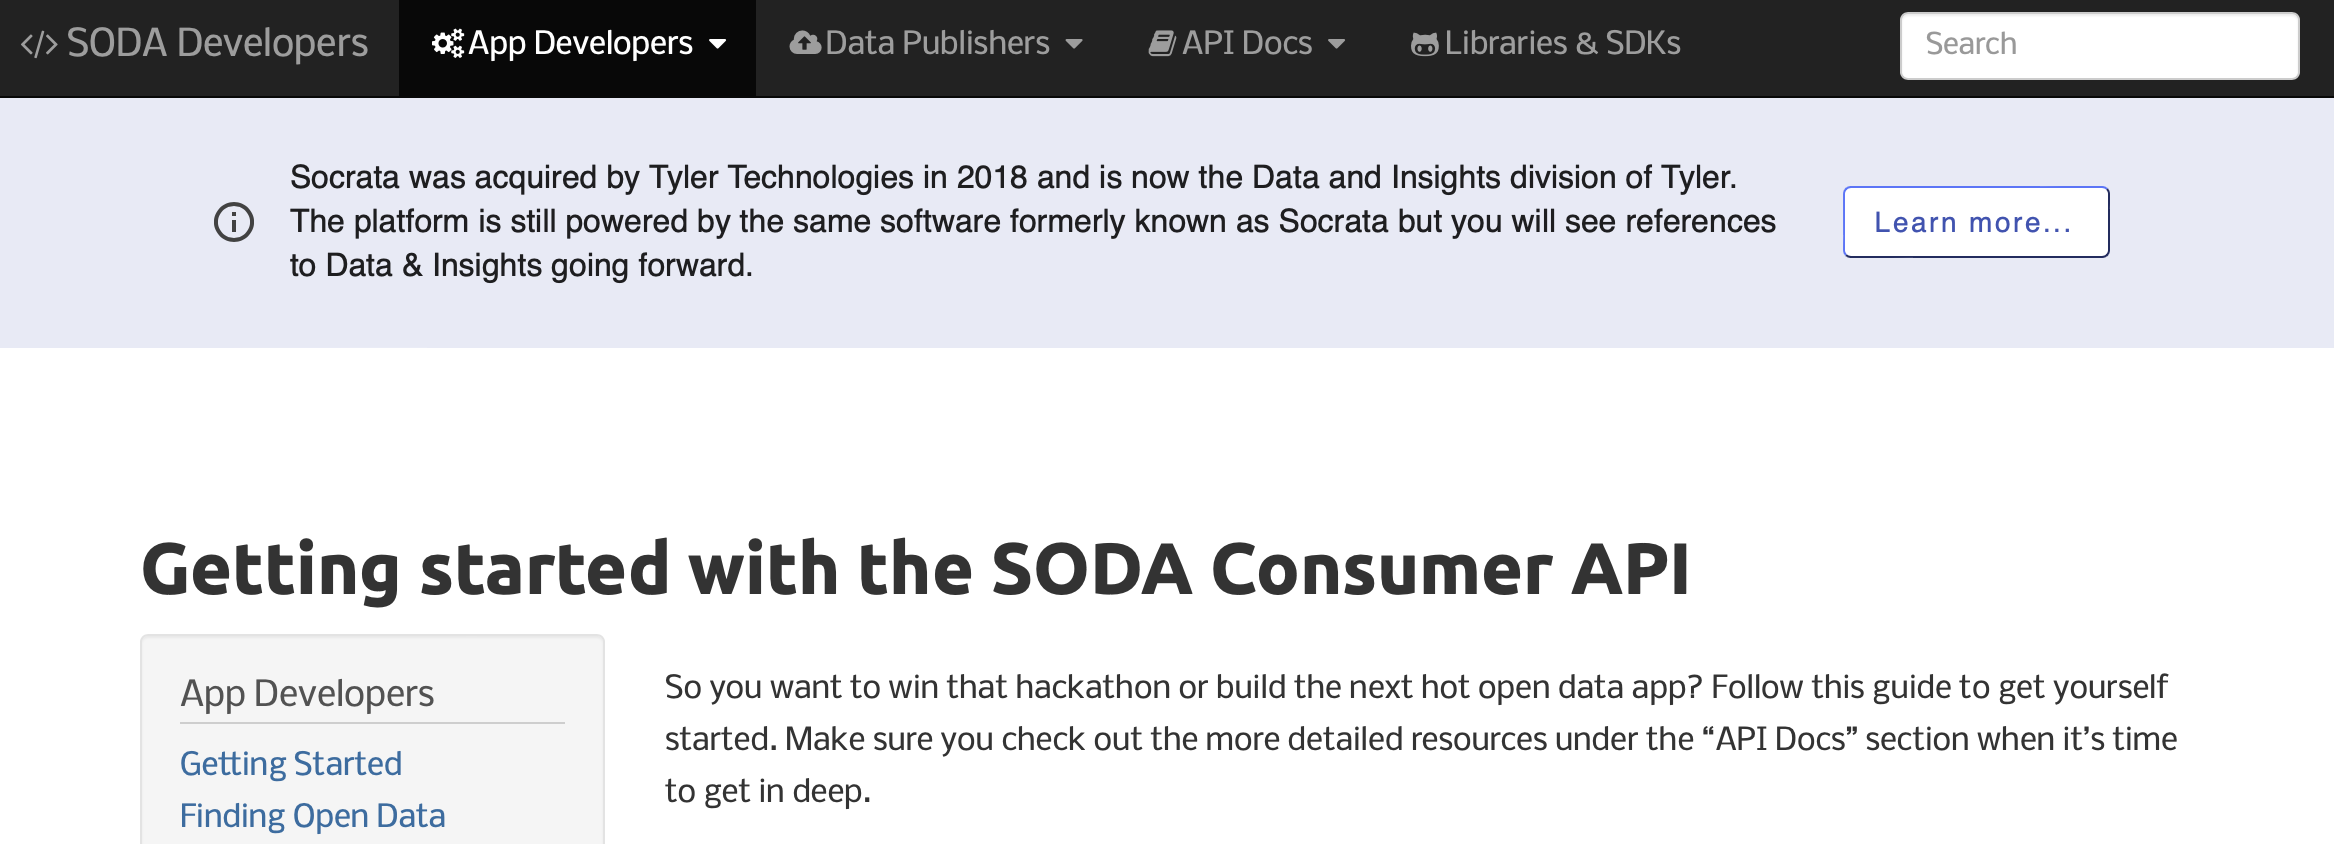 </> SODA Developers App Developers Data Publishers API Docs Libraries & SDKs Search
Socrata was acquired by Tyler Technologies in 2018 and is now the Data and Insights division of Tyler.
The platform is still powered by the same software formerly known as Socrata but you will see references
to Data & Insights going forward.
Learn more...
Getting started with the SODA Consumer API
App Developers
Getting Started
Finding Open Data
So you want to win that hackathon or build the next hot open data app? Follow this guide to get yourself
started. Make sure you check out the more detailed resources under the “API Docs” section when it’s time
to get in deep.